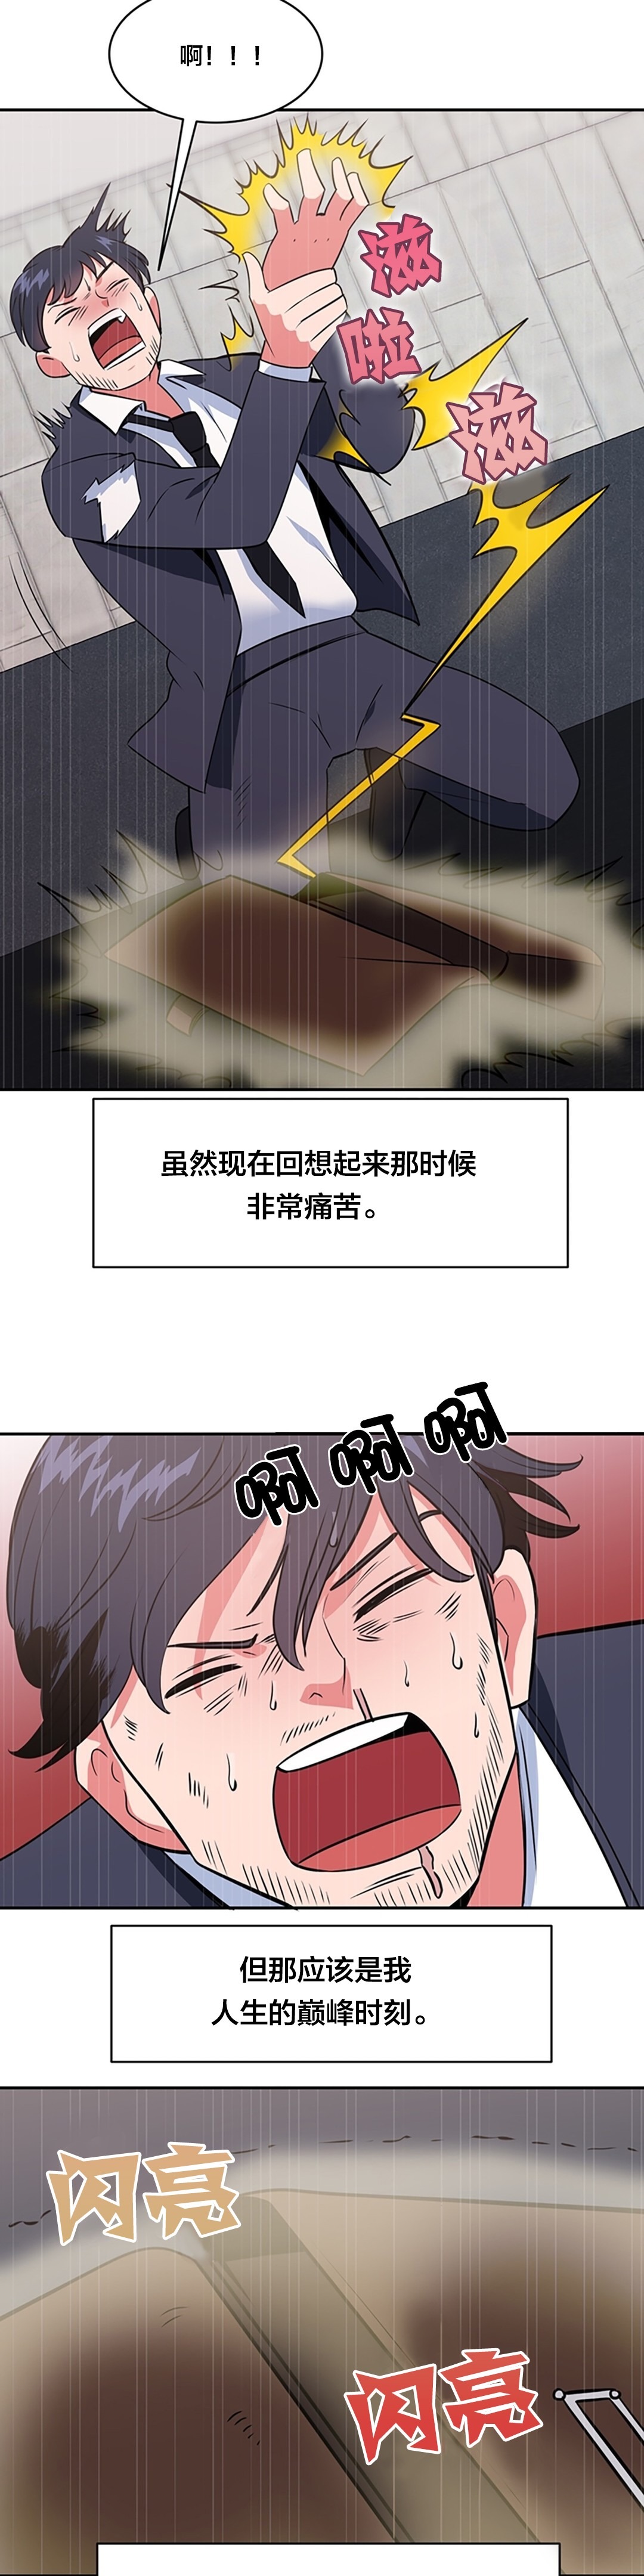 啊！！！
滋
啦
滋
虽然现在回想起来那时候
非常痛苦。
啊 啊 啊
但那应该是我
人生的巅峰时刻。
闪亮
闪亮